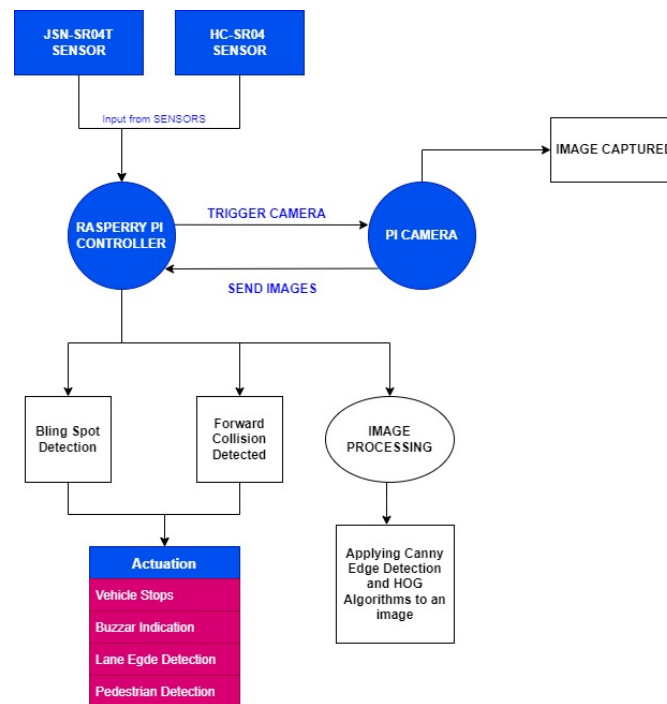 JSN-SR04T
SENSOR
HC-SR04
SENSOR
Input from SENSORS
IMAGE CAPTURED
TRIGGER CAMERA
RASPERRY PI
CONTROLLER
PI CAMERA
SEND IMAGES
Bling Spot
Detection
Forward
Collision
Detected
IMAGE
PROCESSING
Actuation
Vehicle Stops
Buzzar Indication
Lane Egde Detection
Pedestrian Detection
Applying Canny
Edge Detection
and HOG
Algorithms to an
image